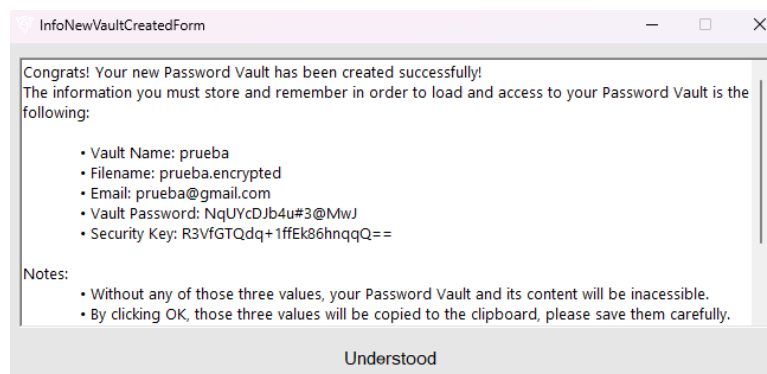 InfoNewVaultCreatedForm
Congrats! Your new Password Vault has been created successfully!
The information you must store and remember in order to load and access to your Password Vault is the
following:
• Vault Name: prueba
• Filename: prueba.encrypted
• Email: prueba@gmail.com
• Vault Password: NqUYcDJb4u#3@MwJ
• Security Key: R3VfGTQdq+1ffEk86hnqqQ==
Notes:
• Without any of those three values, your Password Vault and its content will be inacessible.
• By clicking OK, those three values will be copied to the clipboard, please save them carefully.
Understood